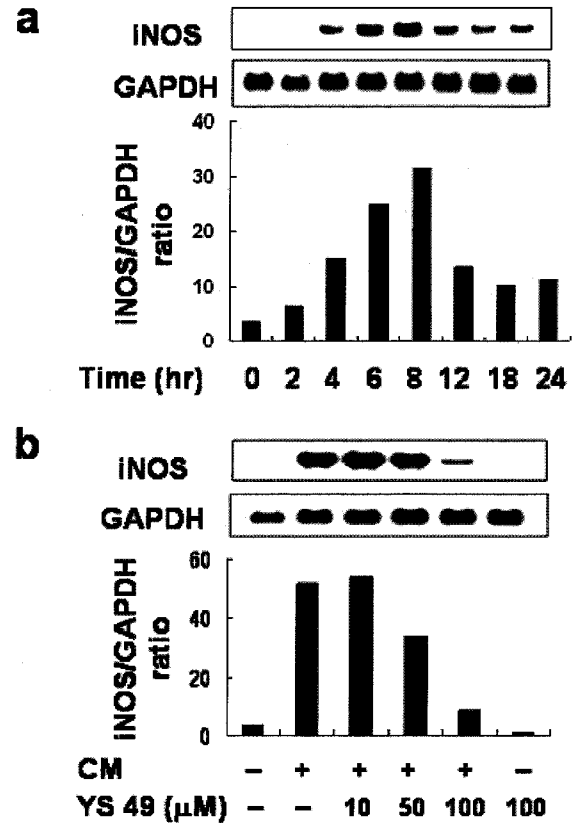 a
iNOS
GAPDH
iNOS/GAPDH
ratio
40
30
20
10
0
Time (hr) 0 2 4 6 8 12 18 24
b
iNOS
GAPDH
iNOS/GAPDH
ratio
60
40
20
0
CM – + + + + –
YS 49 (μM) – – 10 50 100 100